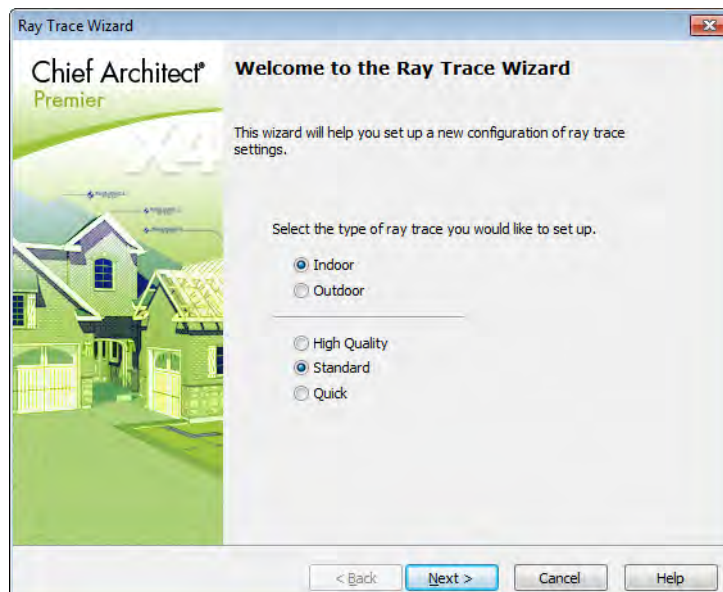 Ray Trace Wizard
Chief Architect®
Premier
X4
Welcome to the Ray Trace Wizard
This wizard will help you set up a new configuration of ray trace
settings.
Select the type of ray trace you would like to set up.
Indoor
Outdoor
High Quality
Standard
Quick
< Back
Next >
Cancel
Help